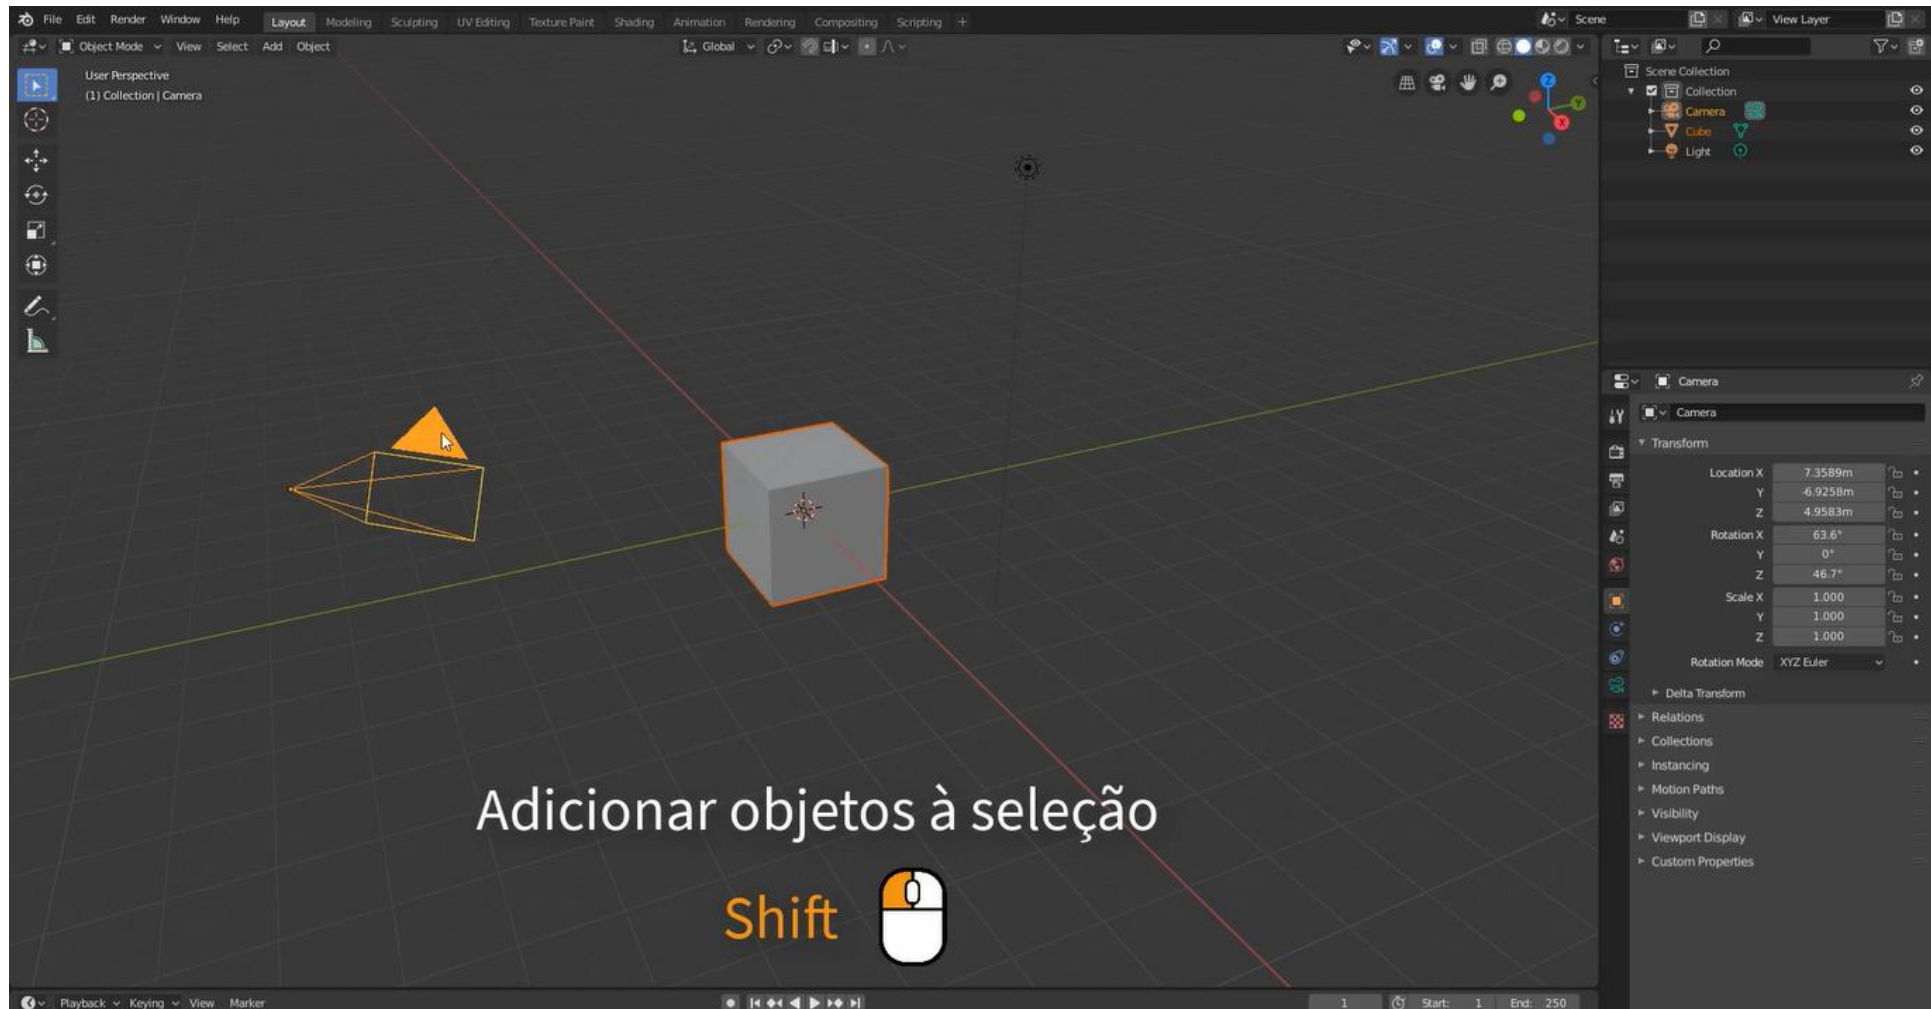 File Edit Render Window Help Layout Modeling Sculpting UV Editing Texture Paint Shading Animation Rendering Compositing Scripting + Scene View Layer
Object Mode View Select Add Object Global
User Perspective
(1) Collection | Camera
Z
Y
X
Scene Collection
Collection
Camera
Cube
Light
Camera
Camera
Transform
Location X 7.3589m
Y -6.9258m
Z 4.9583m
Rotation X 63.6°
Y 0°
Z 46.7°
Scale X 1.000
Y 1.000
Z 1.000
Rotation Mode XYZ Euler
Delta Transform
Relations
Collections
Instancing
Motion Paths
Visibility
Viewport Display
Custom Properties
Adicionar objetos à seleção
Shift
Playback Keying View Marker 1 Start: 1 End: 250